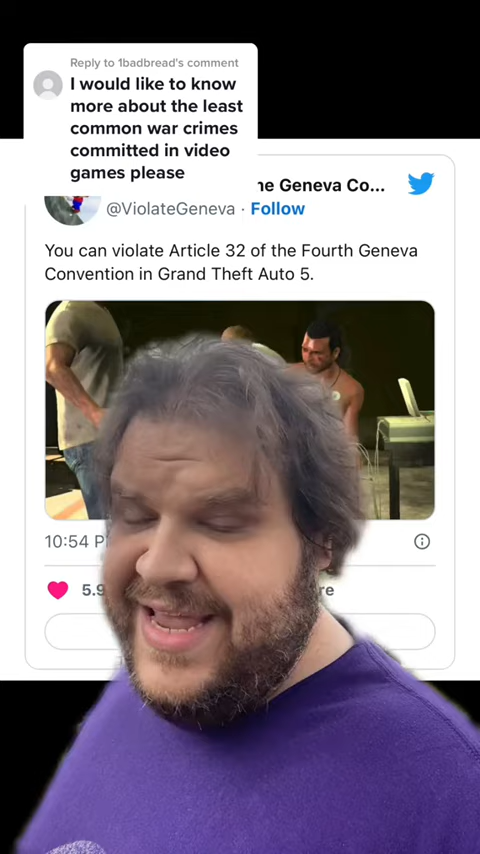 Reply to 1badbread's comment
I would like to know
more about the least
common war crimes
committed in video
games please
he Geneva Co...
@ViolateGeneva · Follow
You can violate Article 32 of the Fourth Geneva
Convention in Grand Theft Auto 5.
10:54 P
5.9
re